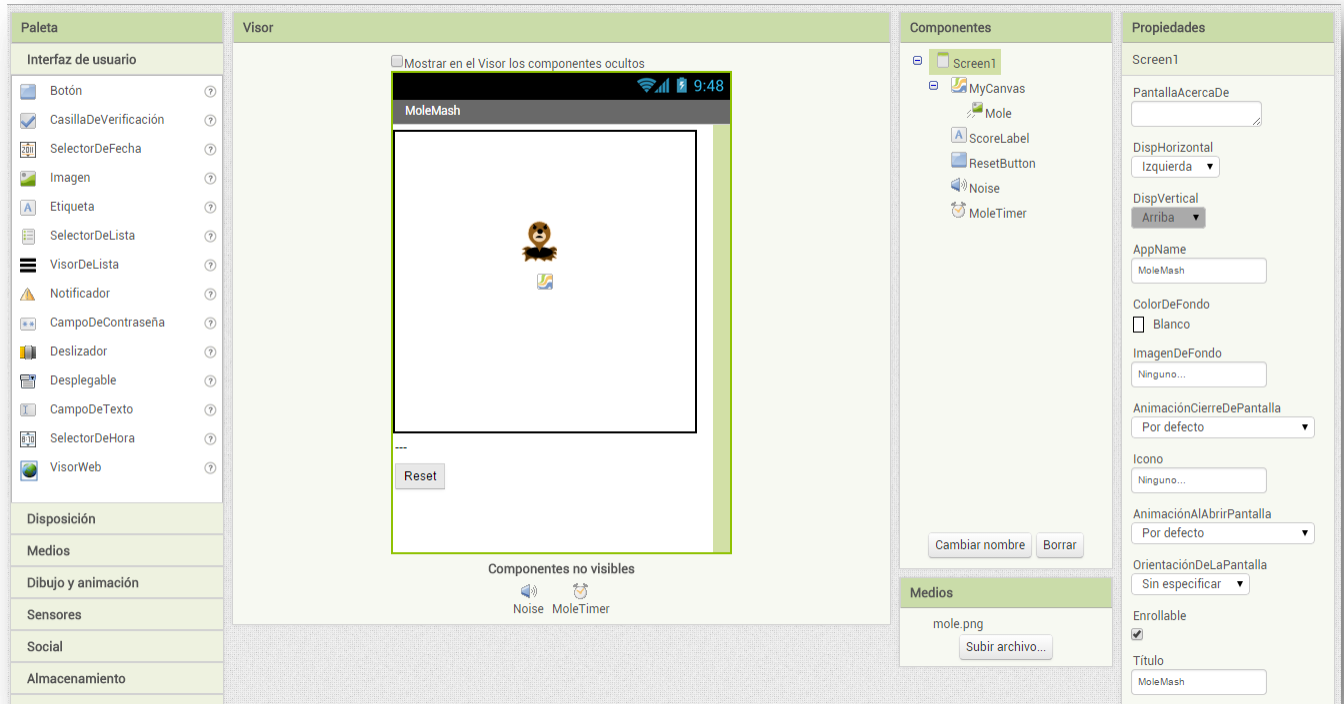 Paleta
Interfaz de usuario
Botón
CasillaDeVerificación
SelectorDeFecha
Imagen
Etiqueta
SelectorDeLista
VisorDeLista
Notificador
CampoDeContraseña
Deslizador
Desplegable
CampoDeTexto
SelectorDeHora
VisorWeb
Disposición
Medios
Dibujo y animación
Sensores
Social
Almacenamiento
Visor
Mostrar en el Visor los componentes ocultos
9:48
MoleMash
---
Reset
Componentes no visibles
Noise MoleTimer
Componentes
Screen1
MyCanvas
Mole
ScoreLabel
ResetButton
Noise
MoleTimer
Cambiar nombre Borrar
Medios
mole.png
Subir archivo...
Propiedades
Screen1
PantallaAcercaDe
DispHorizontal
Izquierda
DispVertical
Arriba
AppName
MoleMash
ColorDeFondo
Blanco
ImagenDeFondo
Ninguno...
AnimaciónCierreDePantalla
Por defecto
Icono
Ninguno...
AnimaciónAlAbrirPantalla
Por defecto
OrientaciónDeLaPantalla
Sin especificar
Enrollable
Título
MoleMash